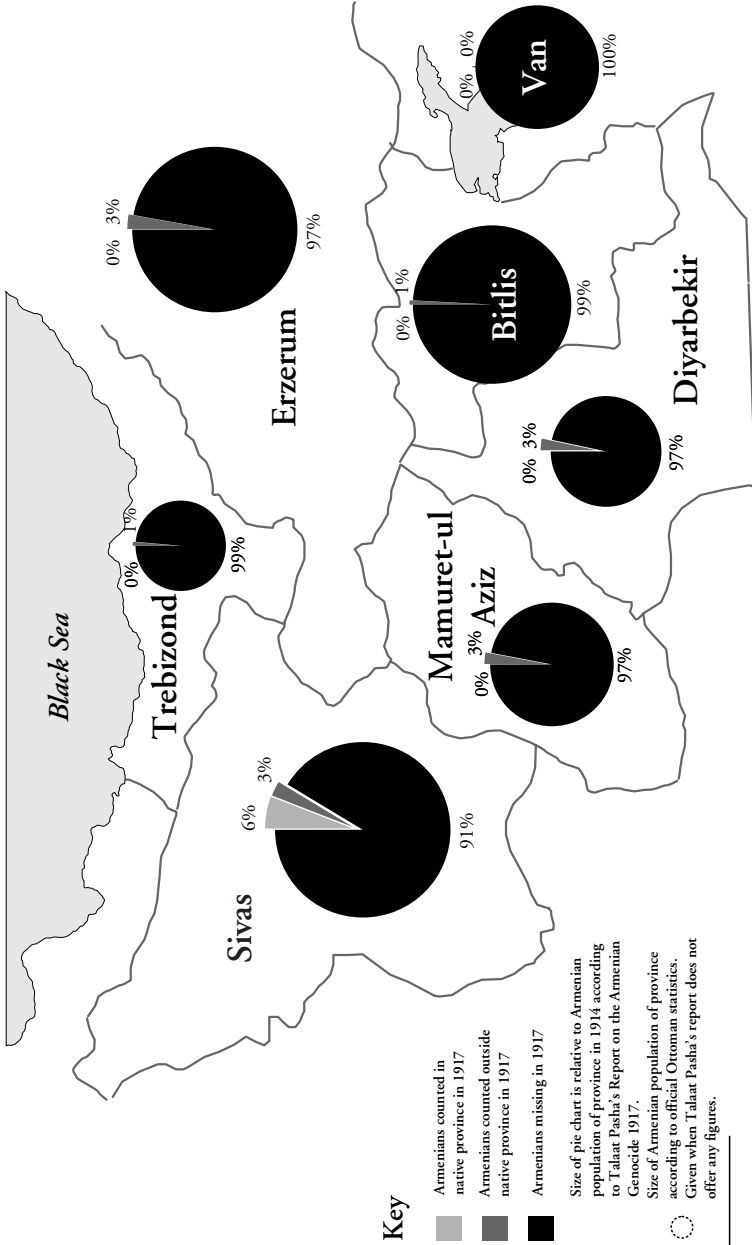 Black Sea
Trebizond
0%
1%
99%
Erzerum
0%
3%
97%
Sivas
6%
3%
91%
Mamuret-ul
Aziz
0%
3%
97%
Bitlis
0%
1%
99%
Van
0%
0%
100%
Diyarbekir
0%
3%
97%
Key
Armenians counted in
native province in 1917
Armenians counted outside
native province in 1917
Armenians missing in 1917
Size of pie chart is relative to Armenian
population of province in 1914 according
to Talaat Pasha's Report on the Armenian
Genocide 1917.
Size of Armenian population of province
according to official Ottoman statistics.
Given when Talaat Pasha's report does not
offer any figures.